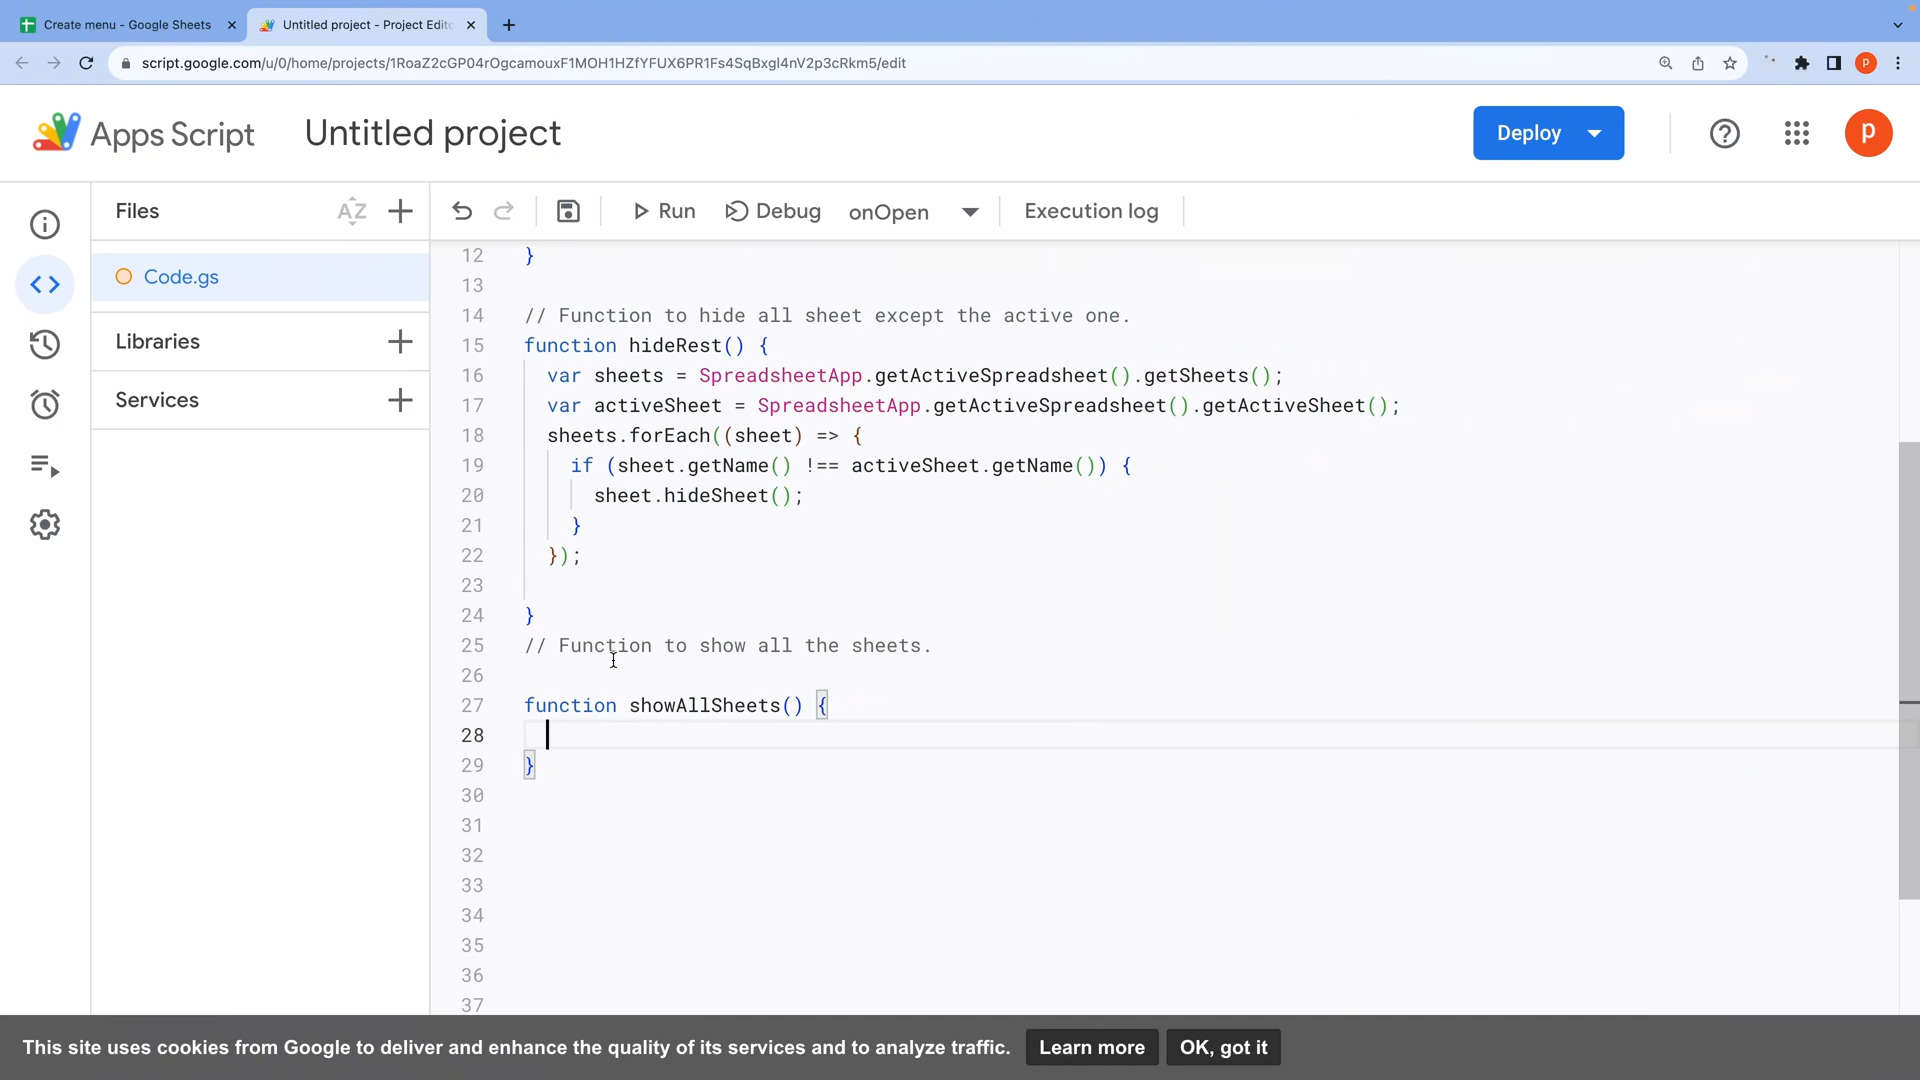 Create menu - Google Sheets
Untitled project - Project Edito
script.google.com/u/0/home/projects/1RoaZ2cGP04rOgcamouxF1MOH1HZfYFUX6PR1Fs4SqBxgl4nV2p3cRkm5/edit
P
Apps Script
Untitled project
Deploy
P
Files
AZ
Run
Debug
onOpen
Execution log
Code.gs
Libraries
Services
12 }
13
14 // Function to hide all sheet except the active one.
15 function hideRest() {
16 var sheets = SpreadsheetApp.getActiveSpreadsheet().getSheets();
17 var activeSheet = SpreadsheetApp.getActiveSpreadsheet().getActiveSheet();
18 sheets.forEach((sheet) => {
19 if (sheet.getName() !== activeSheet.getName()) {
20 sheet.hideSheet();
21 }
22 });
23
24 }
25 // Function to show all the sheets.
26
27 function showAllSheets() {
28
29 }
30
31
32
33
34
35
36
37
This site uses cookies from Google to deliver and enhance the quality of its services and to analyze traffic.
Learn more
OK, got it